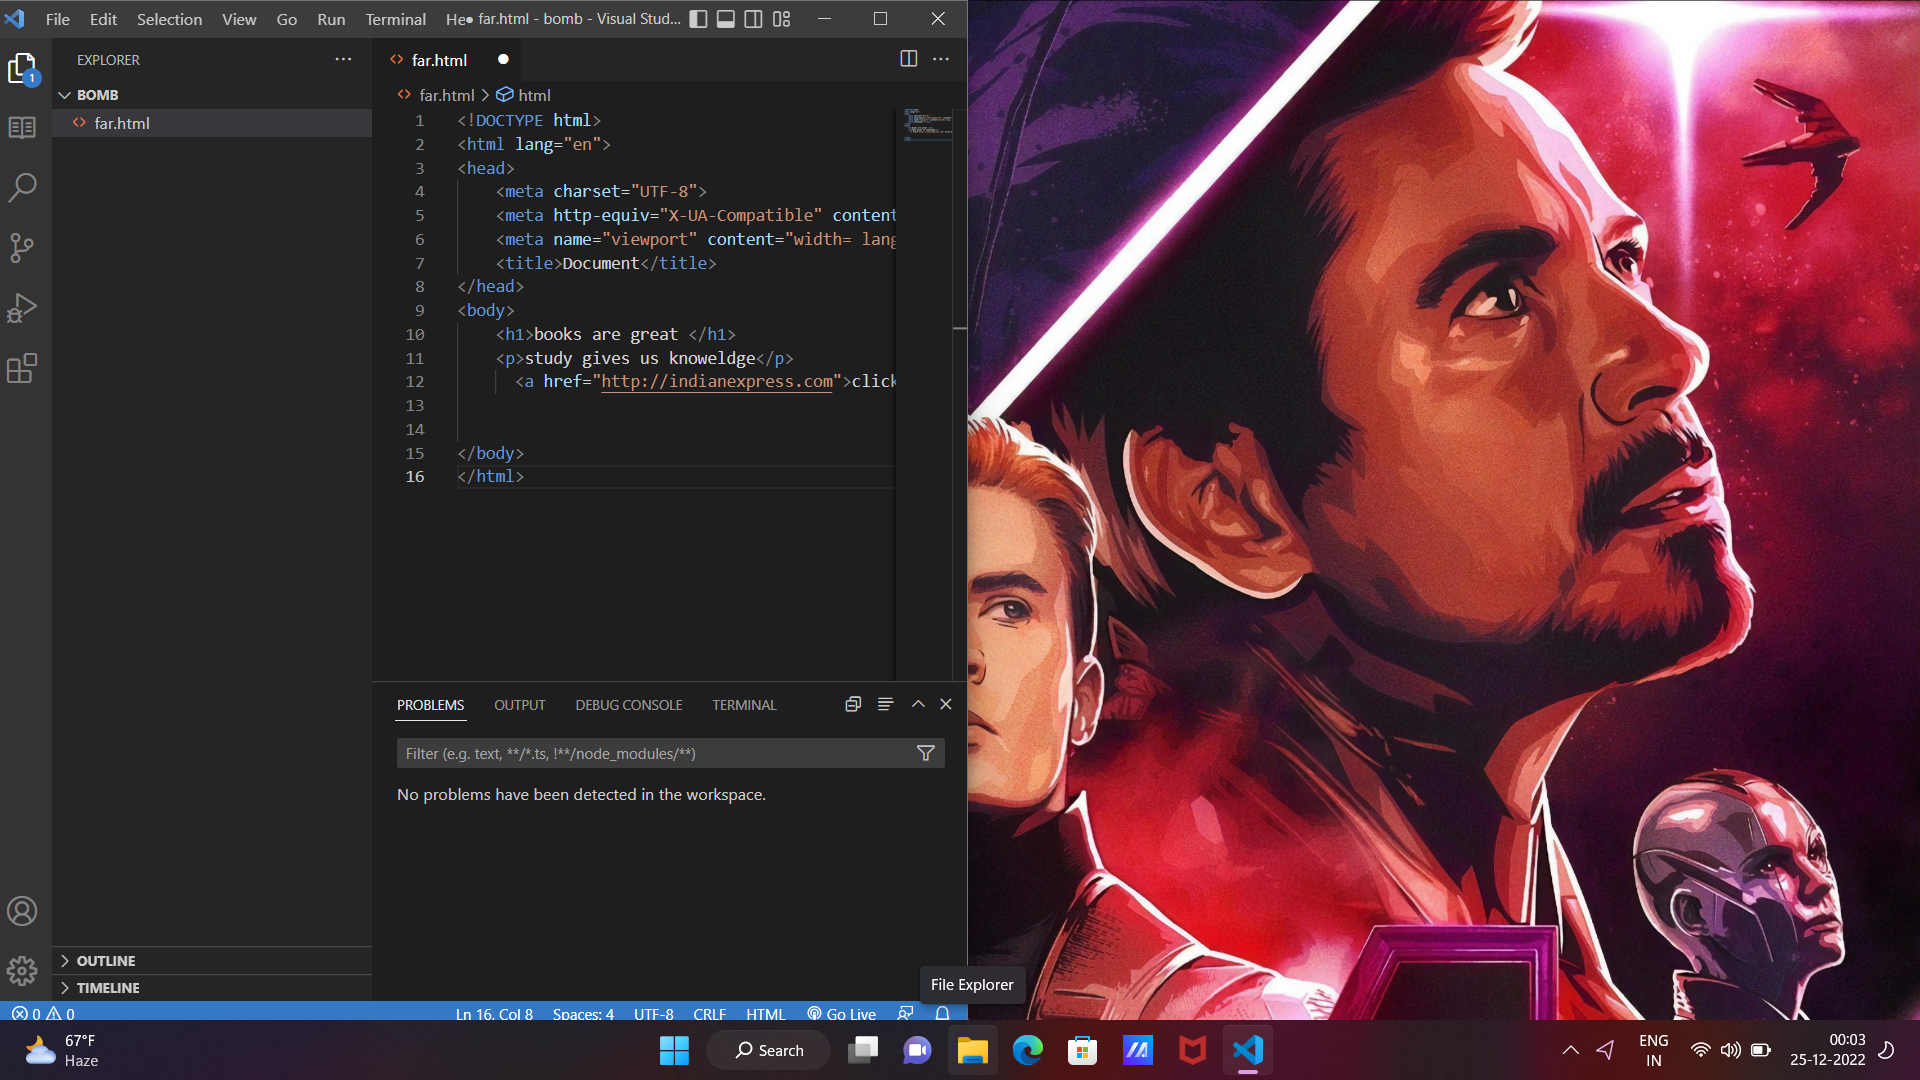 File Edit Selection View Go Run Terminal He● far.html - bomb - Visual Stud...
EXPLORER
BOMB
far.html
1
far.html
far.html > html
1 <!DOCTYPE html>
2 <html lang="en">
3 <head>
4 <meta charset="UTF-8">
5 <meta http-equiv="X-UA-Compatible" content
6 <meta name="viewport" content="width= lang
7 <title>Document</title>
8 </head>
9 <body>
10 <h1>books are great </h1>
11 <p>study gives us knoweldge</p>
12 <a href="http://indianexpress.com">click
13
14
15 </body>
16 </html>
PROBLEMS OUTPUT DEBUG CONSOLE TERMINAL
Filter (e.g. text, **/*.ts, !**/node_modules/**)
No problems have been detected in the workspace.
OUTLINE
TIMELINE
File Explorer
0 0 Ln 16, Col 8 Spaces: 4 UTF-8 CRLF HTML Go Live
67°F
Haze
Search
ENG
IN
00:03
25-12-2022